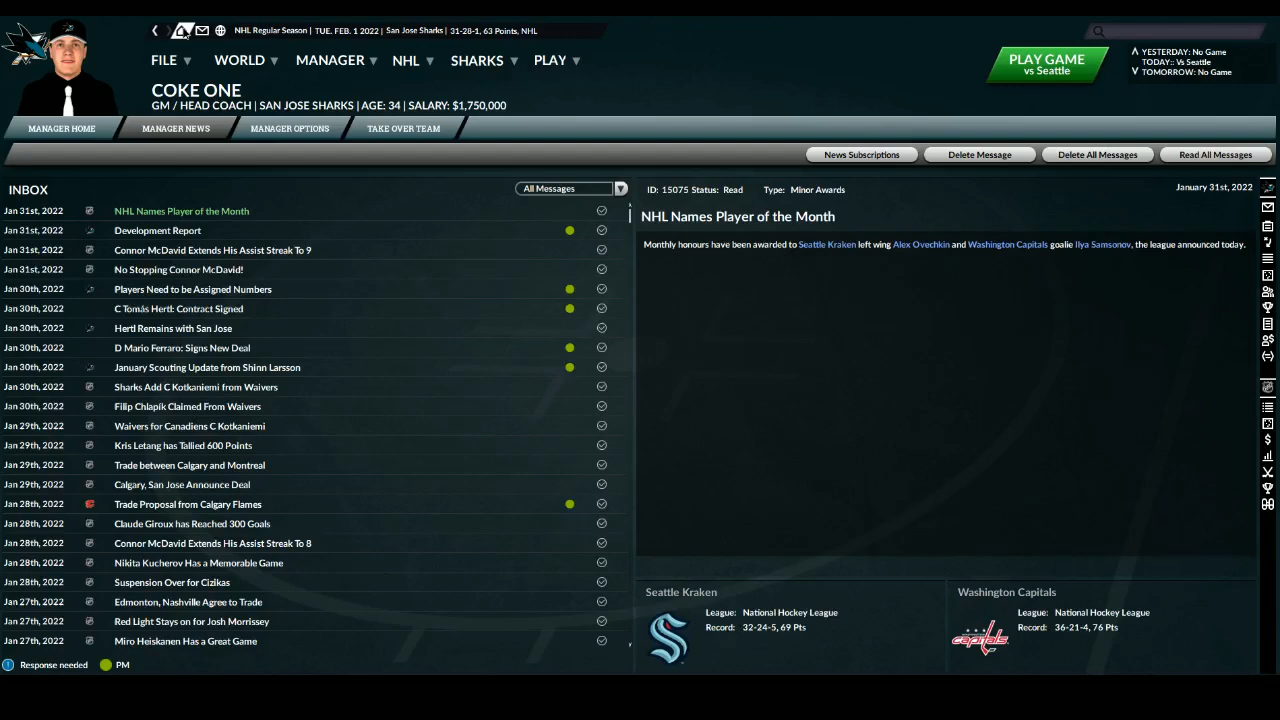 NHL Regular Season | TUE. FEB. 1 2022 | San Jose Sharks | 31-28-1, 63 Points, NHL
FILE WORLD MANAGER NHL SHARKS PLAY
PLAY GAME
vs Seattle
YESTERDAY: No Game
TODAY:: Vs Seattle
TOMORROW: No Game
COKE ONE
GM / HEAD COACH | SAN JOSE SHARKS | AGE: 34 | SALARY: $1,750,000
MANAGER HOME MANAGER NEWS MANAGER OPTIONS TAKE OVER TEAM
News Subscriptions Delete Message Delete All Messages Read All Messages
INBOX All Messages
Jan 31st, 2022 NHL Names Player of the Month
Jan 31st, 2022 Development Report
Jan 31st, 2022 Connor McDavid Extends His Assist Streak To 9
Jan 31st, 2022 No Stopping Connor McDavid!
Jan 30th, 2022 Players Need to be Assigned Numbers
Jan 30th, 2022 C Tomás Hertl: Contract Signed
Jan 30th, 2022 Hertl Remains with San Jose
Jan 30th, 2022 D Mario Ferraro: Signs New Deal
Jan 30th, 2022 January Scouting Update from Shinn Larsson
Jan 30th, 2022 Sharks Add C Kotkaniemi from Waivers
Jan 30th, 2022 Filip Chlapík Claimed From Waivers
Jan 29th, 2022 Waivers for Canadiens C Kotkaniemi
Jan 29th, 2022 Kris Letang has Tallied 600 Points
Jan 29th, 2022 Trade between Calgary and Montreal
Jan 29th, 2022 Calgary, San Jose Announce Deal
Jan 28th, 2022 Trade Proposal from Calgary Flames
Jan 28th, 2022 Claude Giroux has Reached 300 Goals
Jan 28th, 2022 Connor McDavid Extends His Assist Streak To 8
Jan 28th, 2022 Nikita Kucherov Has a Memorable Game
Jan 28th, 2022 Suspension Over for Cizikas
Jan 27th, 2022 Edmonton, Nashville Agree to Trade
Jan 27th, 2022 Red Light Stays on for Josh Morrissey
Jan 27th, 2022 Miro Heiskanen Has a Great Game
Response needed PM
ID: 15075 Status: Read Type: Minor Awards January 31st, 2022
NHL Names Player of the Month
Monthly honours have been awarded to Seattle Kraken left wing Alex Ovechkin and Washington Capitals goalie Ilya Samsonov, the league announced today.
Seattle Kraken
League: National Hockey League
Record: 32-24-5, 69 Pts
Washington Capitals
capitals
League: National Hockey League
Record: 36-21-4, 76 Pts